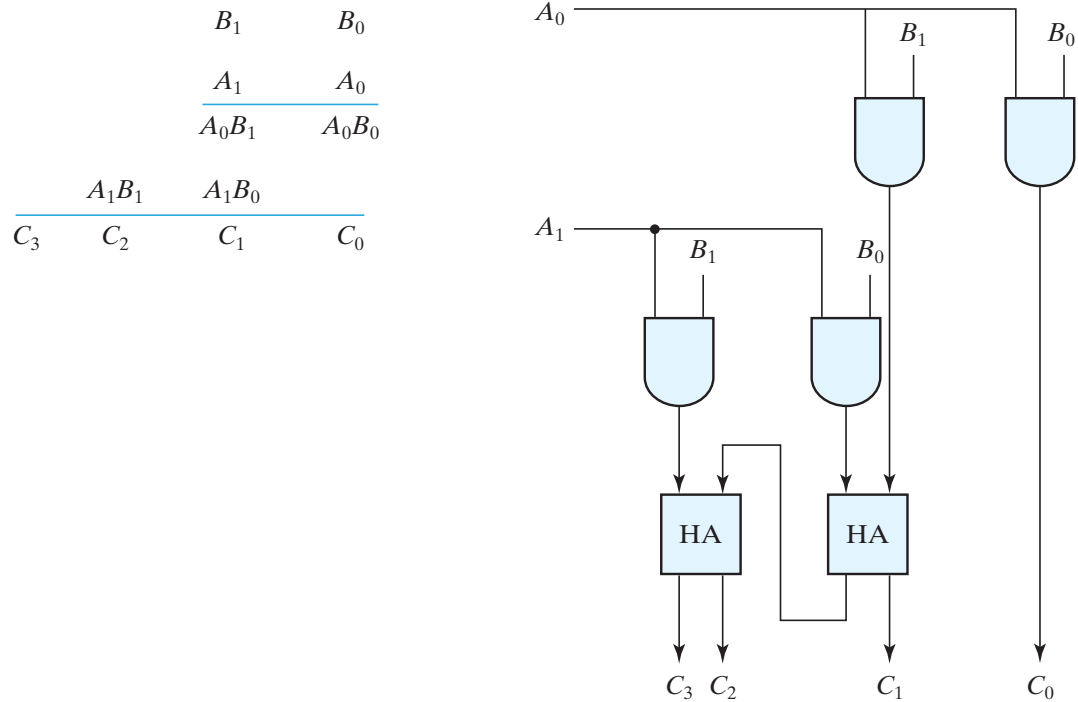 B₁ B₀
A₁ A₀
A₀B₁ A₀B₀
A₁B₁ A₁B₀
C₃ C₂ C₁ C₀
A₀
B₁ B₀
A₁
B₁ B₀
HA HA
C₃ C₂ C₁ C₀